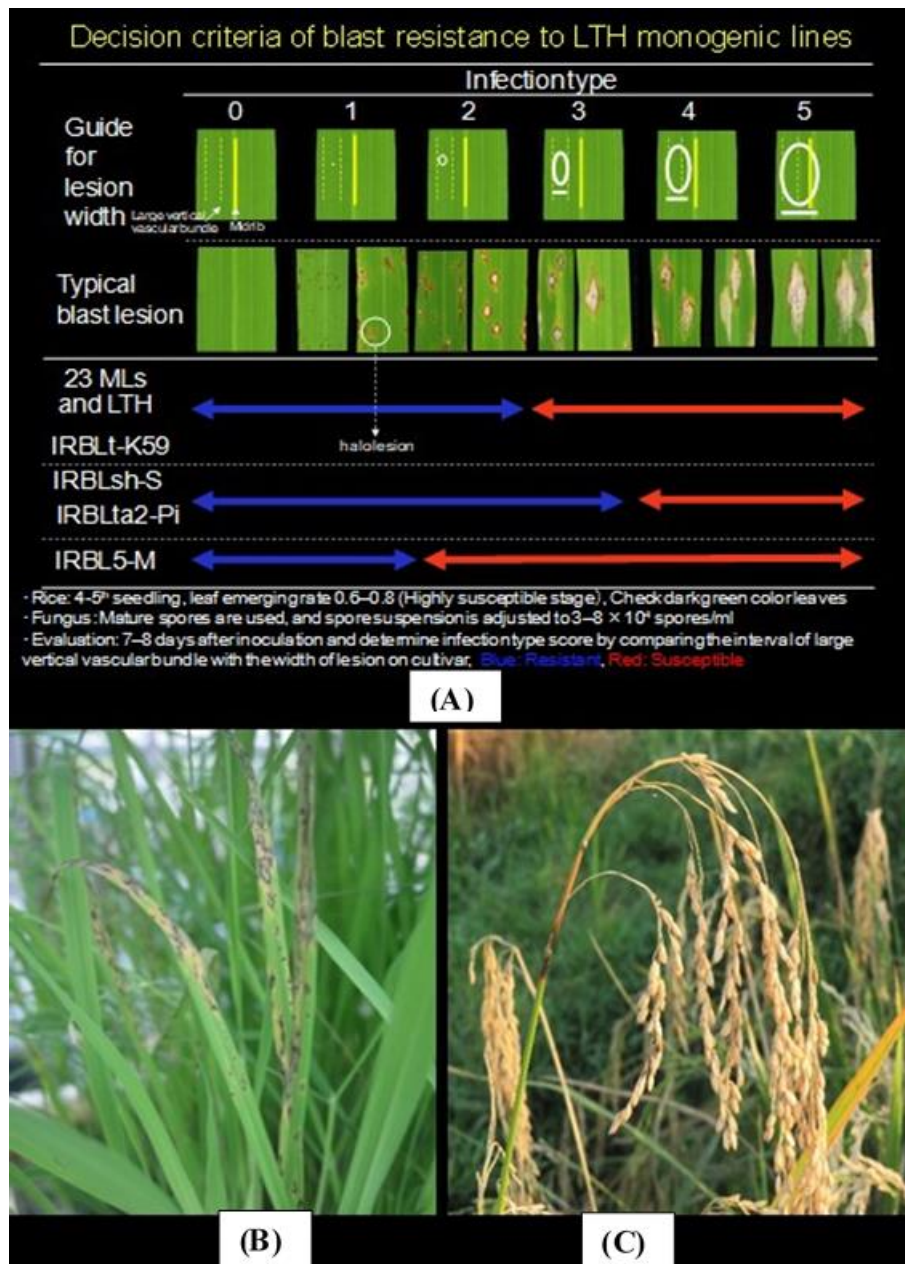 Decision criteria of blast resistance to LTH monogenic lines
Infectiontype
0 1 2 3 4 5
Guide
for
lesion
width
Large vertical
vascular bundle
Midrib
Typical
blast lesion
23 MLs
and LTH
IRBLt-K59
halolesion
IRBLsh-S
IRBLta2-Pi
IRBL5-M
· Rice: 4-5th seedling, leaf emerging rate 0.6–0.8 (Highly susceptible stage), Check darkgreen color leaves
· Fungus: Mature spores are used, and spore suspension is adjusted to 3–8 × 10⁴ spores/ml
· Evaluation: 7–8 days after inoculation and determine infection type score by comparing the interval of large
vertical vascular bundle with the width of lesion on cultivar, Blue: Resistant, Red: Susceptible
(A)
(B)
(C)